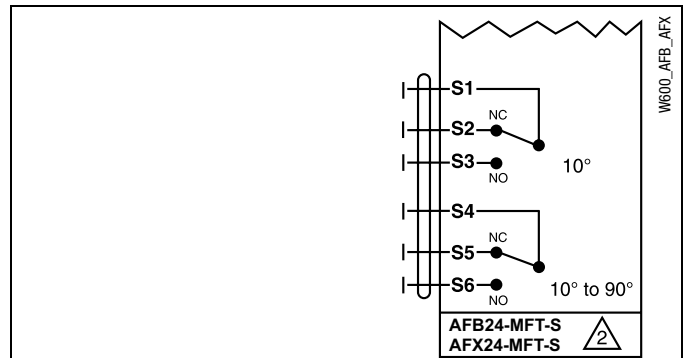 W600_AFB_AFX
S1
S2 NC
S3 NO
10°
S4
S5 NC
S6 NO
10° to 90°
AFB24-MFT-S
AFX24-MFT-S
2